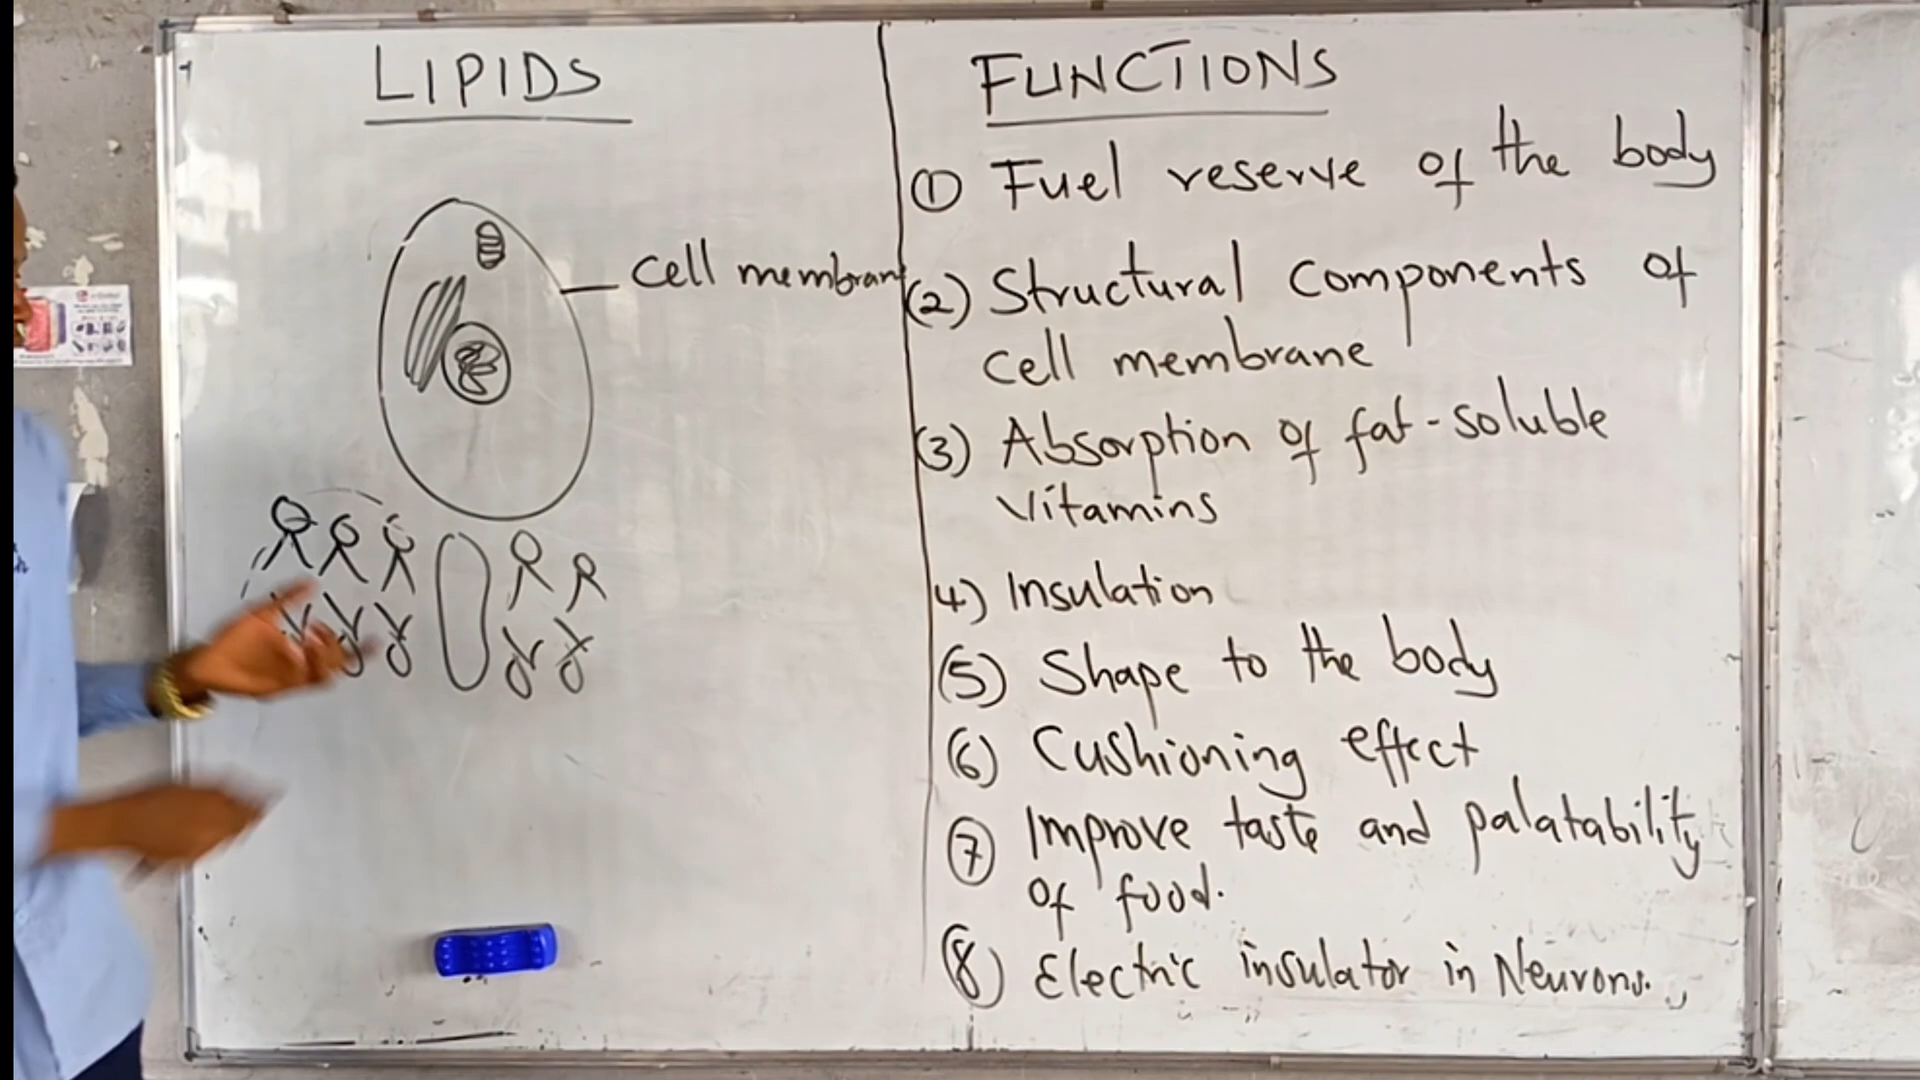 LIPIDS
Cell membrane
FUNCTIONS
① Fuel reserve of the body
(2) Structural Components of
Cell membrane
(3) Absorption of fat-soluble
Vitamins
4) Insulation
(5) Shape to the body
(6) Cushioning effect
⑦ Improve taste and palatability
of food.
(8) Electric insulator in Neurons.